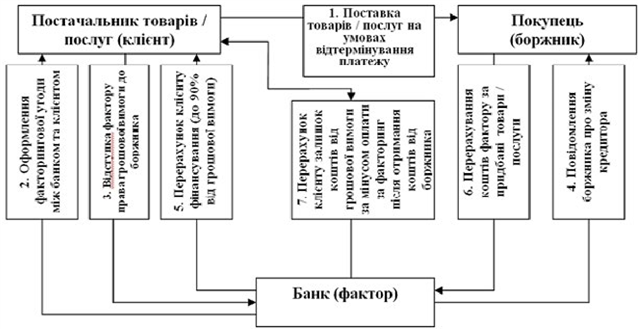 Постачальник товарів /
послуг (клієнт)
1. Поставка
товарів / послуг на
умовах
відтермінування
платежу
Покупець
(боржник)
2. Оформлення
факторингової угоди
між банком та клієнтом
3. Відступка фактору
права грошової вимоги до
боржника
5. Перерахунок клієнту
фінансування (до 90%
від грошової вимоги)
7. Перерахунок
клієнту залишок
коштів від
грошової вимоги
за мінусом оплати
за факторинг
після отримання
коштів від
боржника
6. Перерахування
коштів фактору за
придбані товари /
послуги
4. Повідомлення
боржника про зміну
кредитора
Банк (фактор)